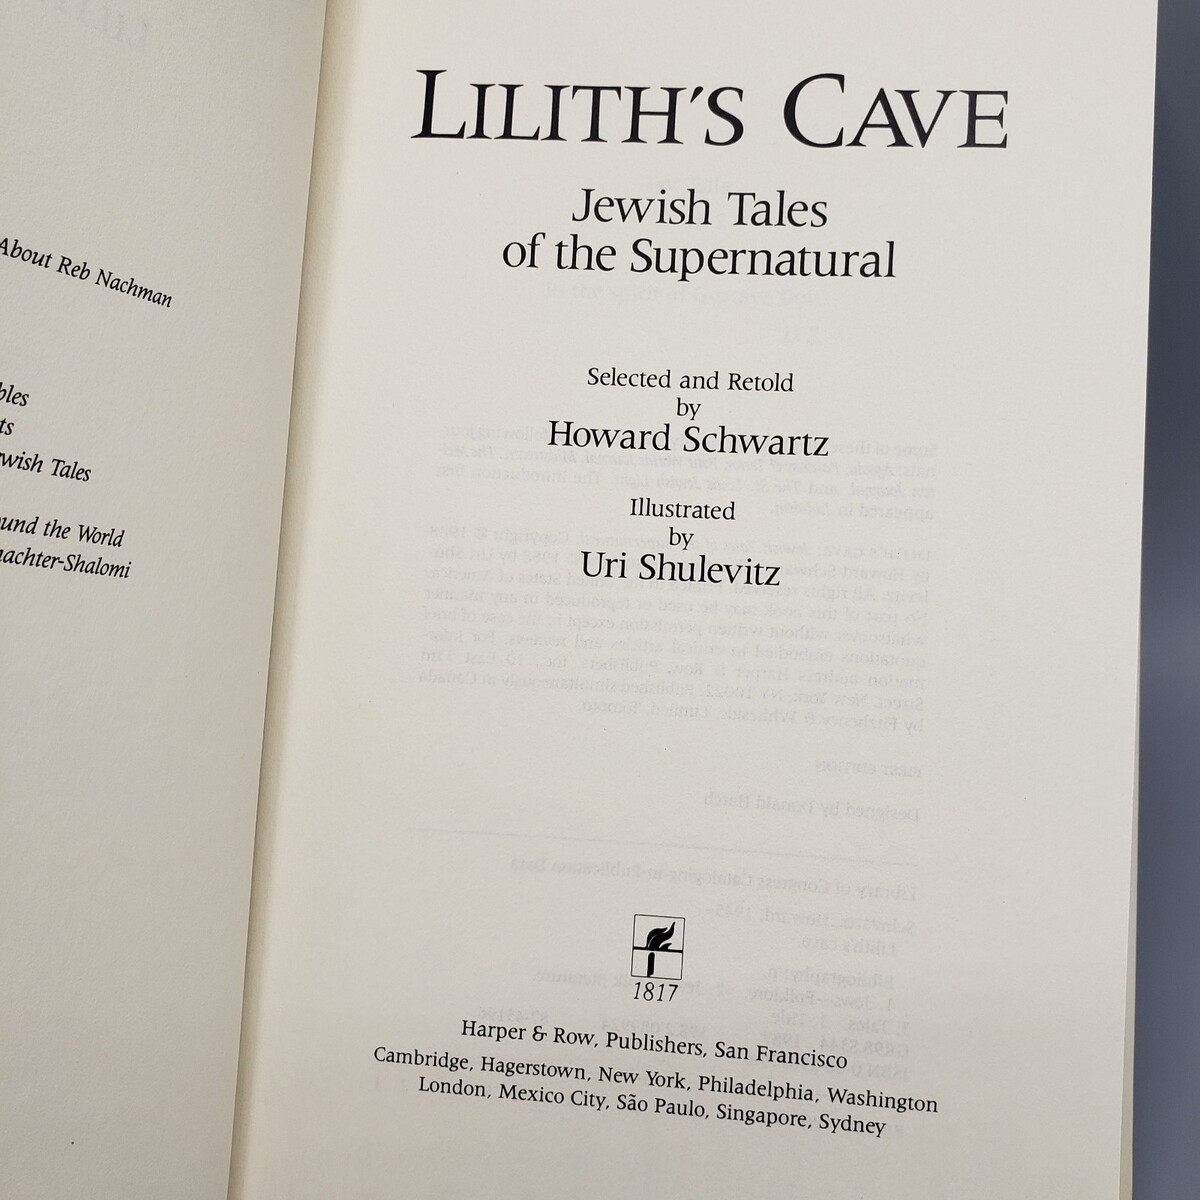 About Reb Nachman
wish Tales
und the World
achter-Shalomi
LILITH'S CAVE
Jewish Tales
of the Supernatural
Selected and Retold
by
Howard Schwartz
Illustrated
by
Uri Shulevitz
1817
Harper & Row, Publishers, San Francisco
Cambridge, Hagerstown, New York, Philadelphia, Washington
London, Mexico City, São Paulo, Singapore, Sydney